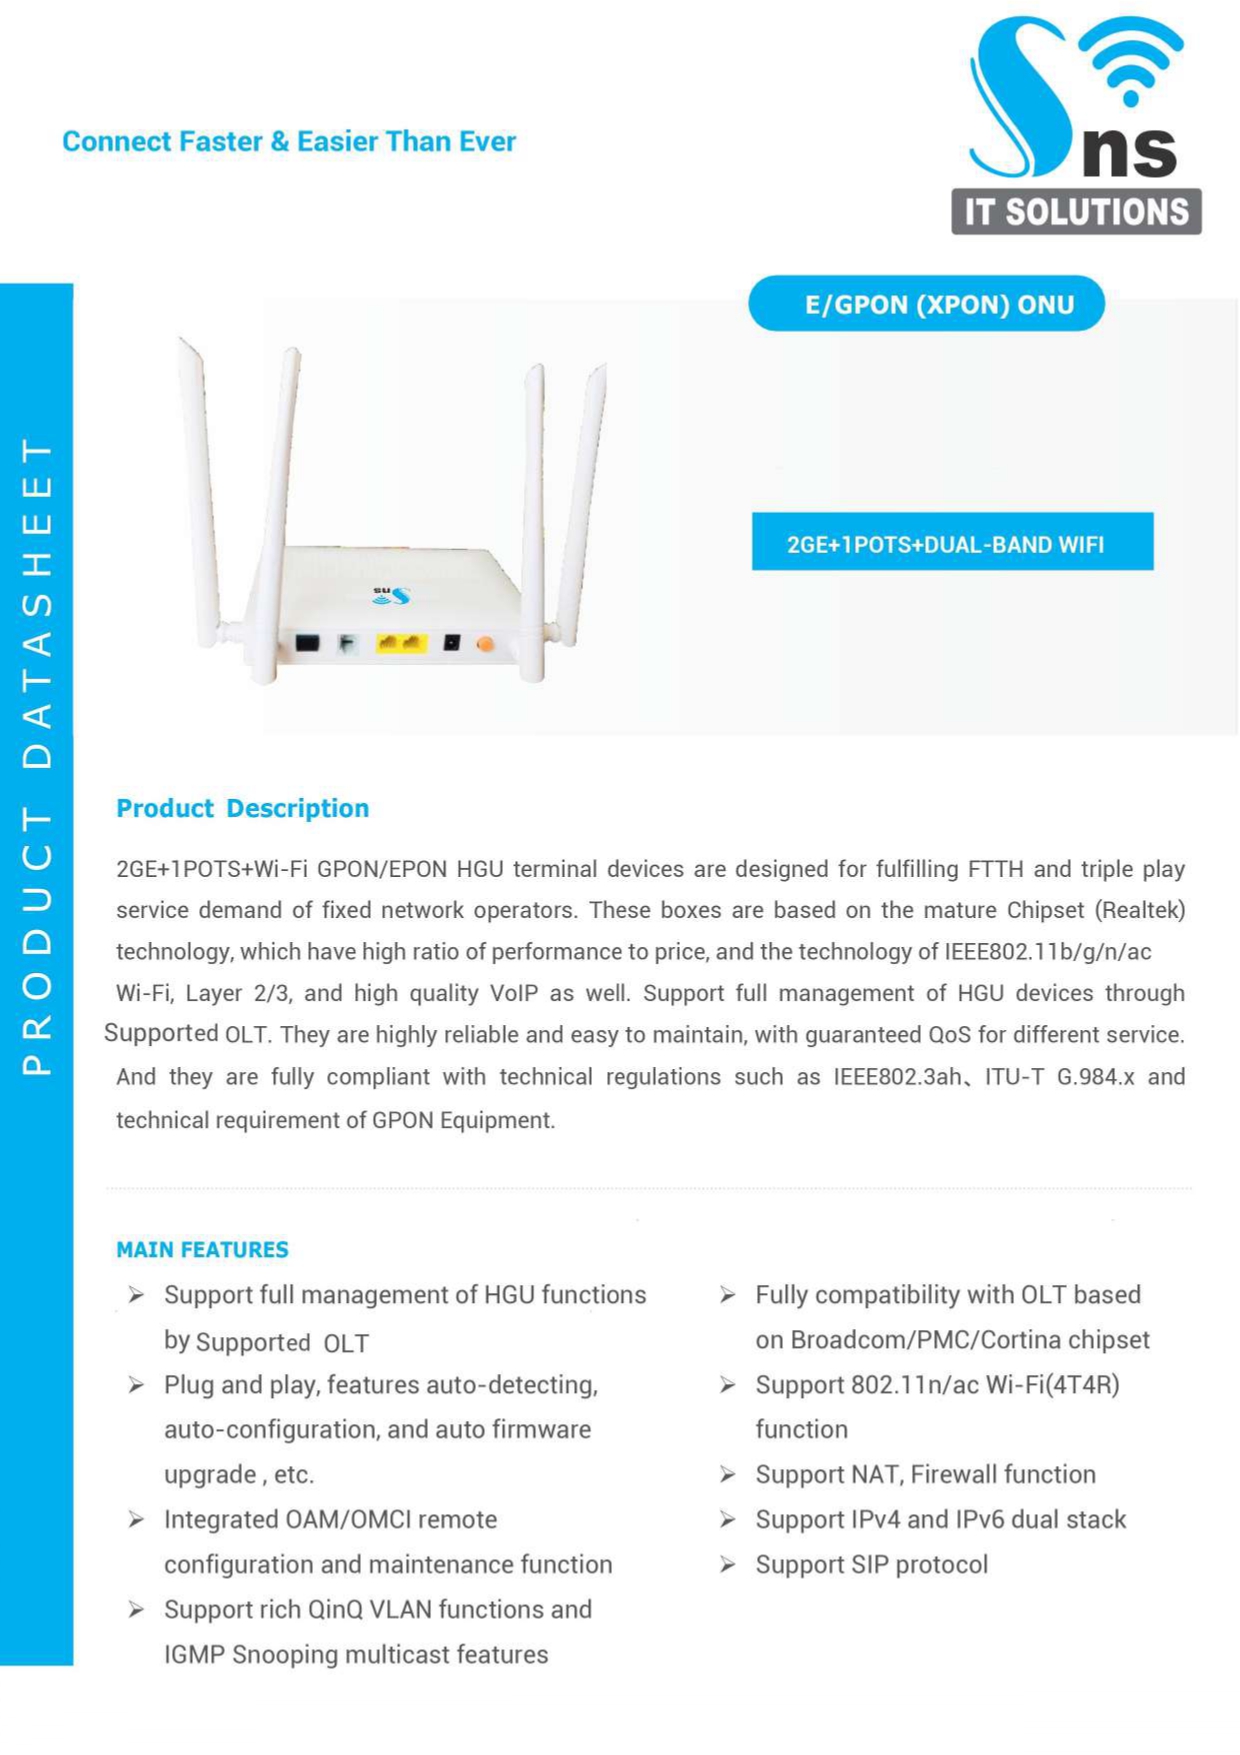 Connect Faster & Easier Than Ever
Sns
IT SOLUTIONS
E/GPON (XPON) ONU
2GE+1POTS+DUAL-BAND WIFI
Sns
PRODUCT DATASHEET
Product Description
2GE+1POTS+Wi-Fi GPON/EPON HGU terminal devices are designed for fulfilling FTTH and triple play
service demand of fixed network operators. These boxes are based on the mature Chipset (Realtek)
technology, which have high ratio of performance to price, and the technology of IEEE802.11b/g/n/ac
Wi-Fi, Layer 2/3, and high quality VoIP as well. Support full management of HGU devices through
Supported OLT. They are highly reliable and easy to maintain, with guaranteed QoS for different service.
And they are fully compliant with technical regulations such as IEEE802.3ah、ITU-T G.984.x and
technical requirement of GPON Equipment.
MAIN FEATURES
➢ Support full management of HGU functions
by Supported OLT
➢ Plug and play, features auto-detecting,
auto-configuration, and auto firmware
upgrade , etc.
➢ Integrated OAM/OMCI remote
configuration and maintenance function
➢ Support rich QinQ VLAN functions and
IGMP Snooping multicast features
➢ Fully compatibility with OLT based
on Broadcom/PMC/Cortina chipset
➢ Support 802.11n/ac Wi-Fi(4T4R)
function
➢ Support NAT, Firewall function
➢ Support IPv4 and IPv6 dual stack
➢ Support SIP protocol